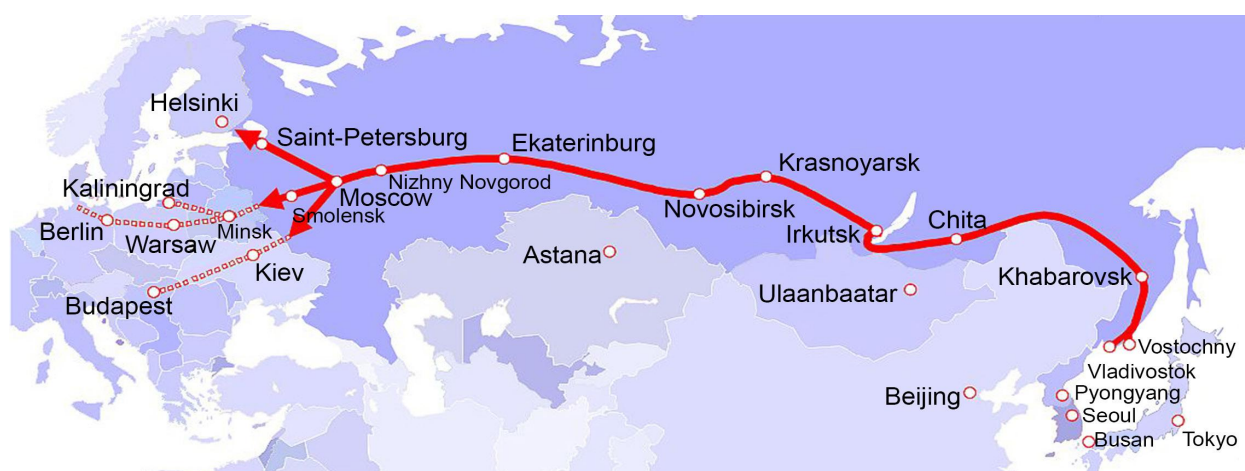 Helsinki
Saint-Petersburg
Ekaterinburg
Krasnoyarsk
Kaliningrad
Moscow
Nizhny Novgorod
Smolensk
Novosibirsk
Berlin
Warsaw
Minsk
Irkutsk
Chita
Kiev
Astana
Khabarovsk
Budapest
Ulaanbaatar
Vostochny
Vladivostok
Beijing
Pyongyang
Seoul
Busan
Tokyo